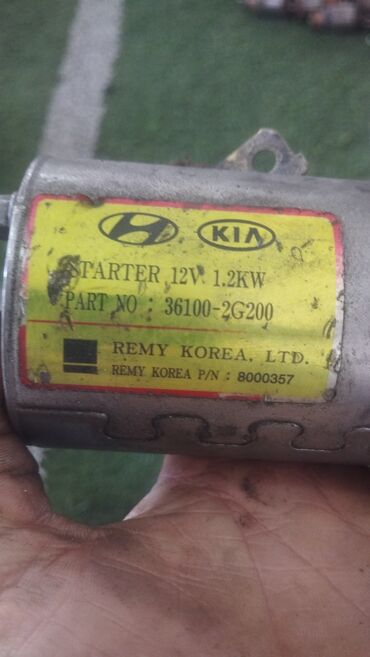 KIA
STARTER 12V 1.2KW
PART NO : 36100-2G200
REMY KOREA. LTD.
REMY KOREA P/N : 8000357